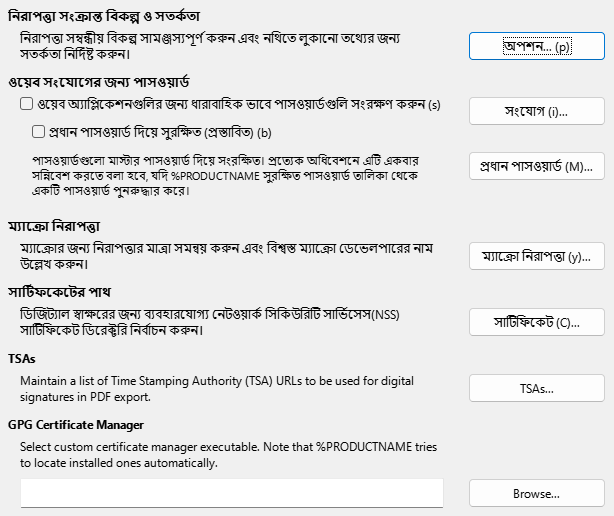 নিরাপত্তা সংক্রান্ত বিকল্প ও সতর্কতা
নিরাপত্তা সম্বন্ধীয় বিকল্প সামঞ্জস্যপূর্ণ করুন এবং নথিতে লুকানো তথ্যের জন্য
সতর্কতা নির্দিষ্ট করুন।
অপশন... (p)
ওয়েব সংযোগের জন্য পাসওয়ার্ড
ওয়েব অ্যাপ্লিকেশনগুলির জন্য ধারাবাহিক ভাবে পাসওয়ার্ডগুলি সংরক্ষণ করুন (s)
সংযোগ (i)...
প্রধান পাসওয়ার্ড দিয়ে সুরক্ষিত (প্রস্তাবিত) (b)
পাসওয়ার্ডগুলো মাস্টার পাসওয়ার্ড দিয়ে সংরক্ষিত। প্রত্যেক অধিবেশনে এটি একবার
সন্নিবেশ করতে বলা হবে, যদি %PRODUCTNAME সুরক্ষিত পাসওয়ার্ড তালিকা থেকে
একটি পাসওয়ার্ড পুনরুদ্ধার করে।
প্রধান পাসওয়ার্ড (M)...
ম্যাক্রো নিরাপত্তা
ম্যাক্রোর জন্য নিরাপত্তার মাত্রা সমন্বয় করুন এবং বিশ্বস্ত ম্যাক্রো ডেভেলপারের নাম
উল্লেখ করুন।
ম্যাক্রো নিরাপত্তা (y)...
সার্টিফিকেটের পাথ
ডিজিট্যাল স্বাক্ষরের জন্য ব্যবহারযোগ্য নেটওয়ার্ক সিকিউরিটি সার্ভিসেস(NSS)
সার্টিফিকেট ডিরেক্টরি নির্বাচন করুন।
সার্টিফিকেট (C)...
TSAs
Maintain a list of Time Stamping Authority (TSA) URLs to be used for digital
signatures in PDF export.
TSAs...
GPG Certificate Manager
Select custom certificate manager executable. Note that %PRODUCTNAME tries
to locate installed ones automatically.
Browse...